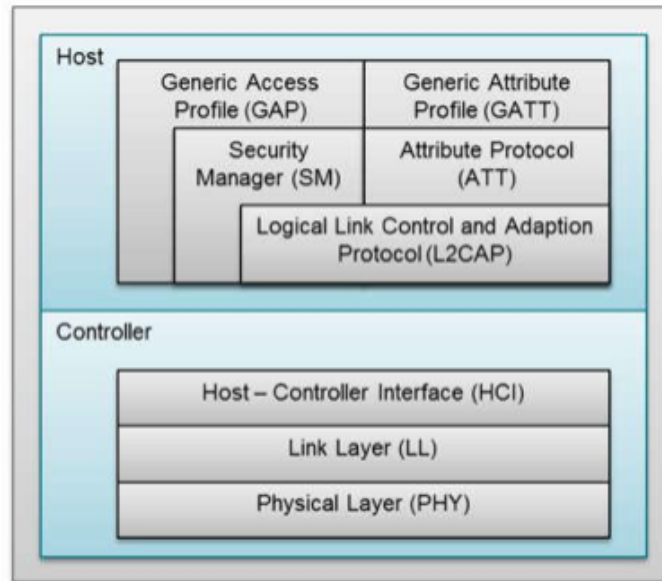 Host
Generic Access
Profile (GAP)
Generic Attribute
Profile (GATT)
Security
Manager (SM)
Attribute Protocol
(ATT)
Logical Link Control and Adaption
Protocol (L2CAP)
Controller
Host – Controller Interface (HCI)
Link Layer (LL)
Physical Layer (PHY)